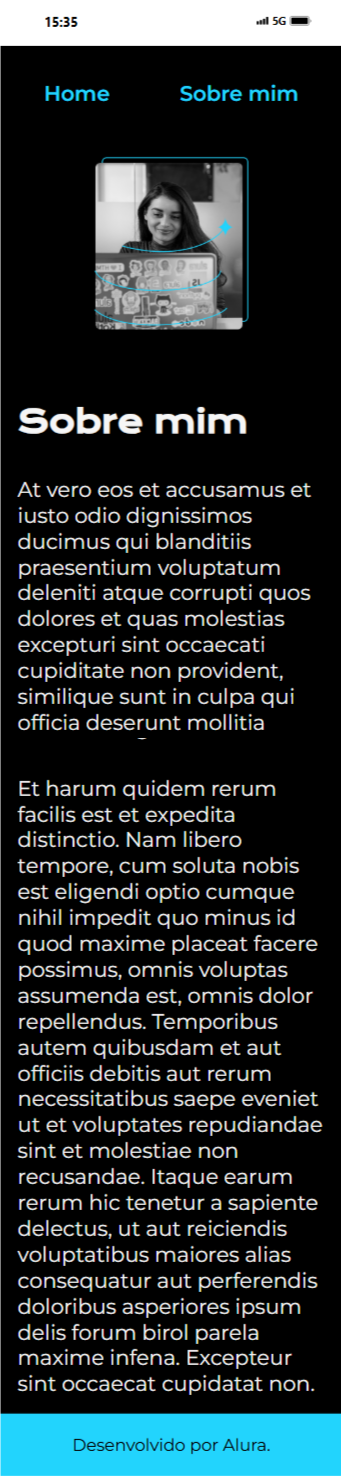 15:35
5G
Home
Sobre mim
Sobre mim
At vero eos et accusamus et
iusto odio dignissimos
ducimus qui blanditiis
praesentium voluptatum
deleniti atque corrupti quos
dolores et quas molestias
excepturi sint occaecati
cupiditate non provident,
similique sunt in culpa qui
officia deserunt mollitia
Et harum quidem rerum
facilis est et expedita
distinctio. Nam libero
tempore, cum soluta nobis
est eligendi optio cumque
nihil impedit quo minus id
quod maxime placeat facere
possimus, omnis voluptas
assumenda est, omnis dolor
repellendus. Temporibus
autem quibusdam et aut
officiis debitis aut rerum
necessitatibus saepe eveniet
ut et voluptates repudiandae
sint et molestiae non
recusandae. Itaque earum
rerum hic tenetur a sapiente
delectus, ut aut reiciendis
voluptatibus maiores alias
consequatur aut perferendis
doloribus asperiores ipsum
delis forum birol parela
maxime infena. Excepteur
sint occaecat cupidatat non.
Desenvolvido por Alura.